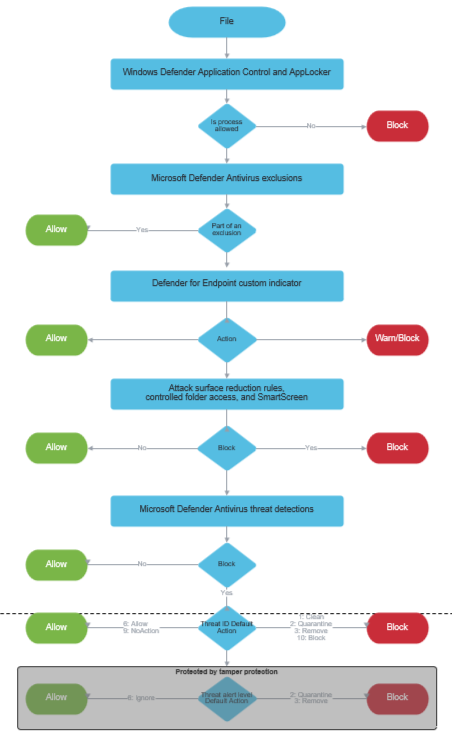 File
Windows Defender Application Control and AppLocker
Is process
allowed
No
Block
Microsoft Defender Antivirus exclusions
Allow
Yes
Part of an
exclusion
Defender for Endpoint custom indicator
Allow
Action
Warn/Block
Attack surface reduction rules,
controlled folder access, and SmartScreen
Allow
No
Block
Yes
Block
Microsoft Defender Antivirus threat detections
Allow
No
Block
Yes
Allow
6: Allow
9: NoAction
Threat ID Default
Action
1: Clean
2: Quarantine
3: Remove
10: Block
Block
Protected by tamper protection
Allow
Ignore
Threat alert level
Default Action
2: Quarantine
3: Remove
Block